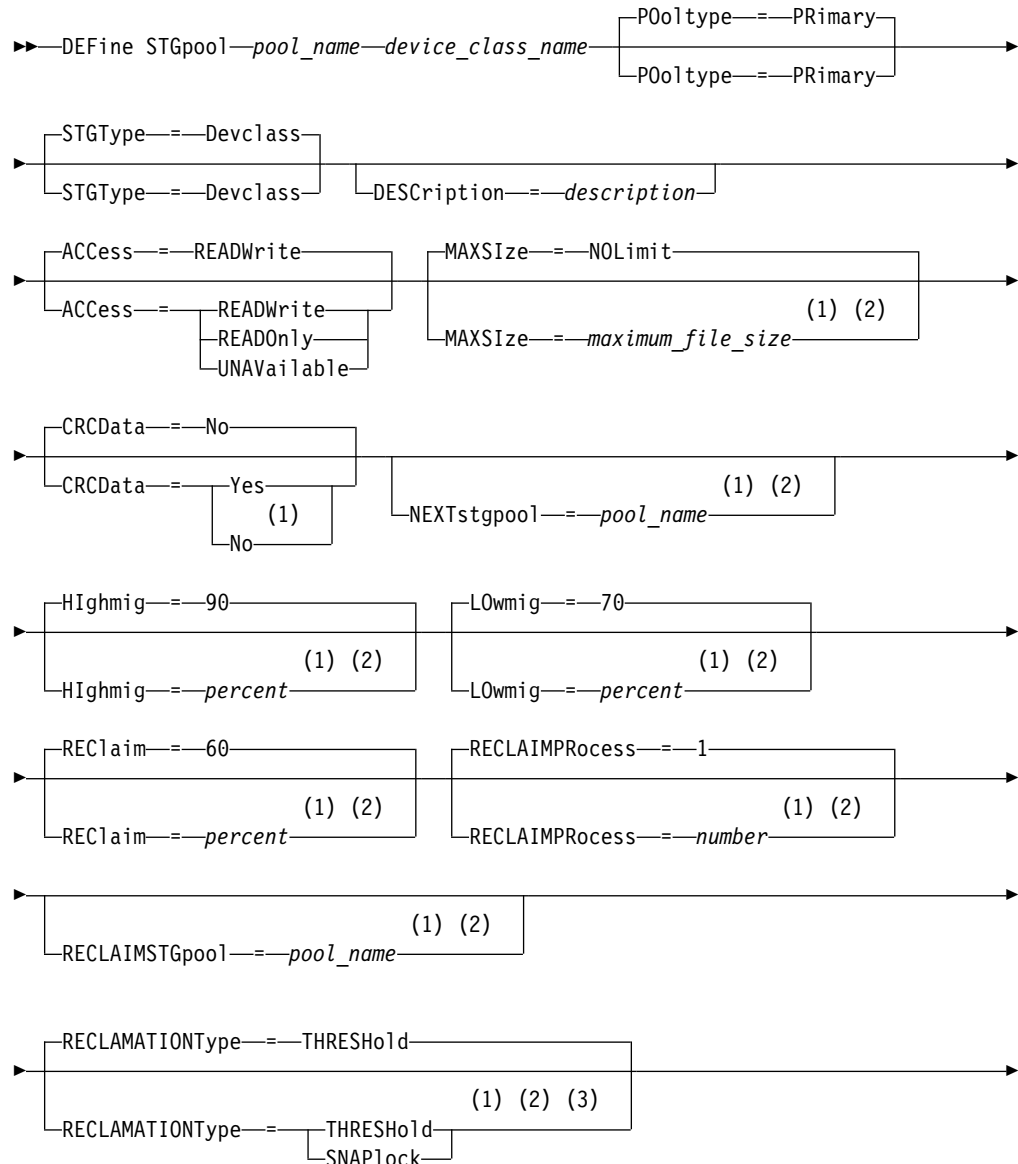 POoltype—=—PRimary
DEFine STGpool—pool_name—device_class_name
POoltype—=—PRimary
STGType—=—Devclass
STGType—=—Devclass
DESCription—=—description
ACCess—=—READWrite
MAXSIze—=—NOLimit
(1) (2)
ACCess—=—READWrite
MAXSIze—=—maximum_file_size
READOnly
UNAVailable
CRCData—=—No
CRCData—=—Yes
(1) (2)
(1)
NEXTstgpool—=—pool_name
No
HIghmig—=—90
LOwmig—=—70
(1) (2)
(1) (2)
HIghmig—=—percent
LOwmig—=—percent
REClaim—=—60
RECLAIMPRocess—=—1
(1) (2)
(1) (2)
REClaim—=—percent
RECLAIMPRocess—=—number
(1) (2)
RECLAIMSTGpool—=—pool_name
RECLAMATIONType—=—THRESHold
(1) (2) (3)
RECLAMATIONType—=—THRESHold
SNAPlock